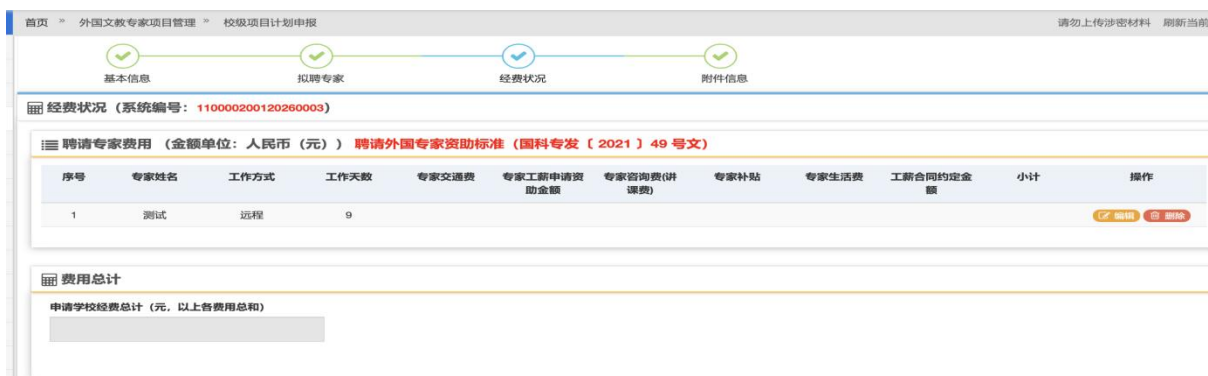 首页 » 外国文教专家项目管理 » 校级项目计划申报 请勿上传涉密材料 刷新当前
基本信息 拟聘专家 经费状况 附件信息
经费状况（系统编号：110000200120260003）
聘请专家费用 （金额单位：人民币（元）） 聘请外国专家资助标准（国科专发〔 2021 〕49 号文）
序号 专家姓名 工作方式 工作天数 专家交通费 专家工薪申请资助金额 专家咨询费(讲课费) 专家补贴 专家生活费 工薪合同约定金额 小计 操作
1 测试 远程 9 编辑 删除
费用总计
申请学校经费总计（元，以上各费用总和）